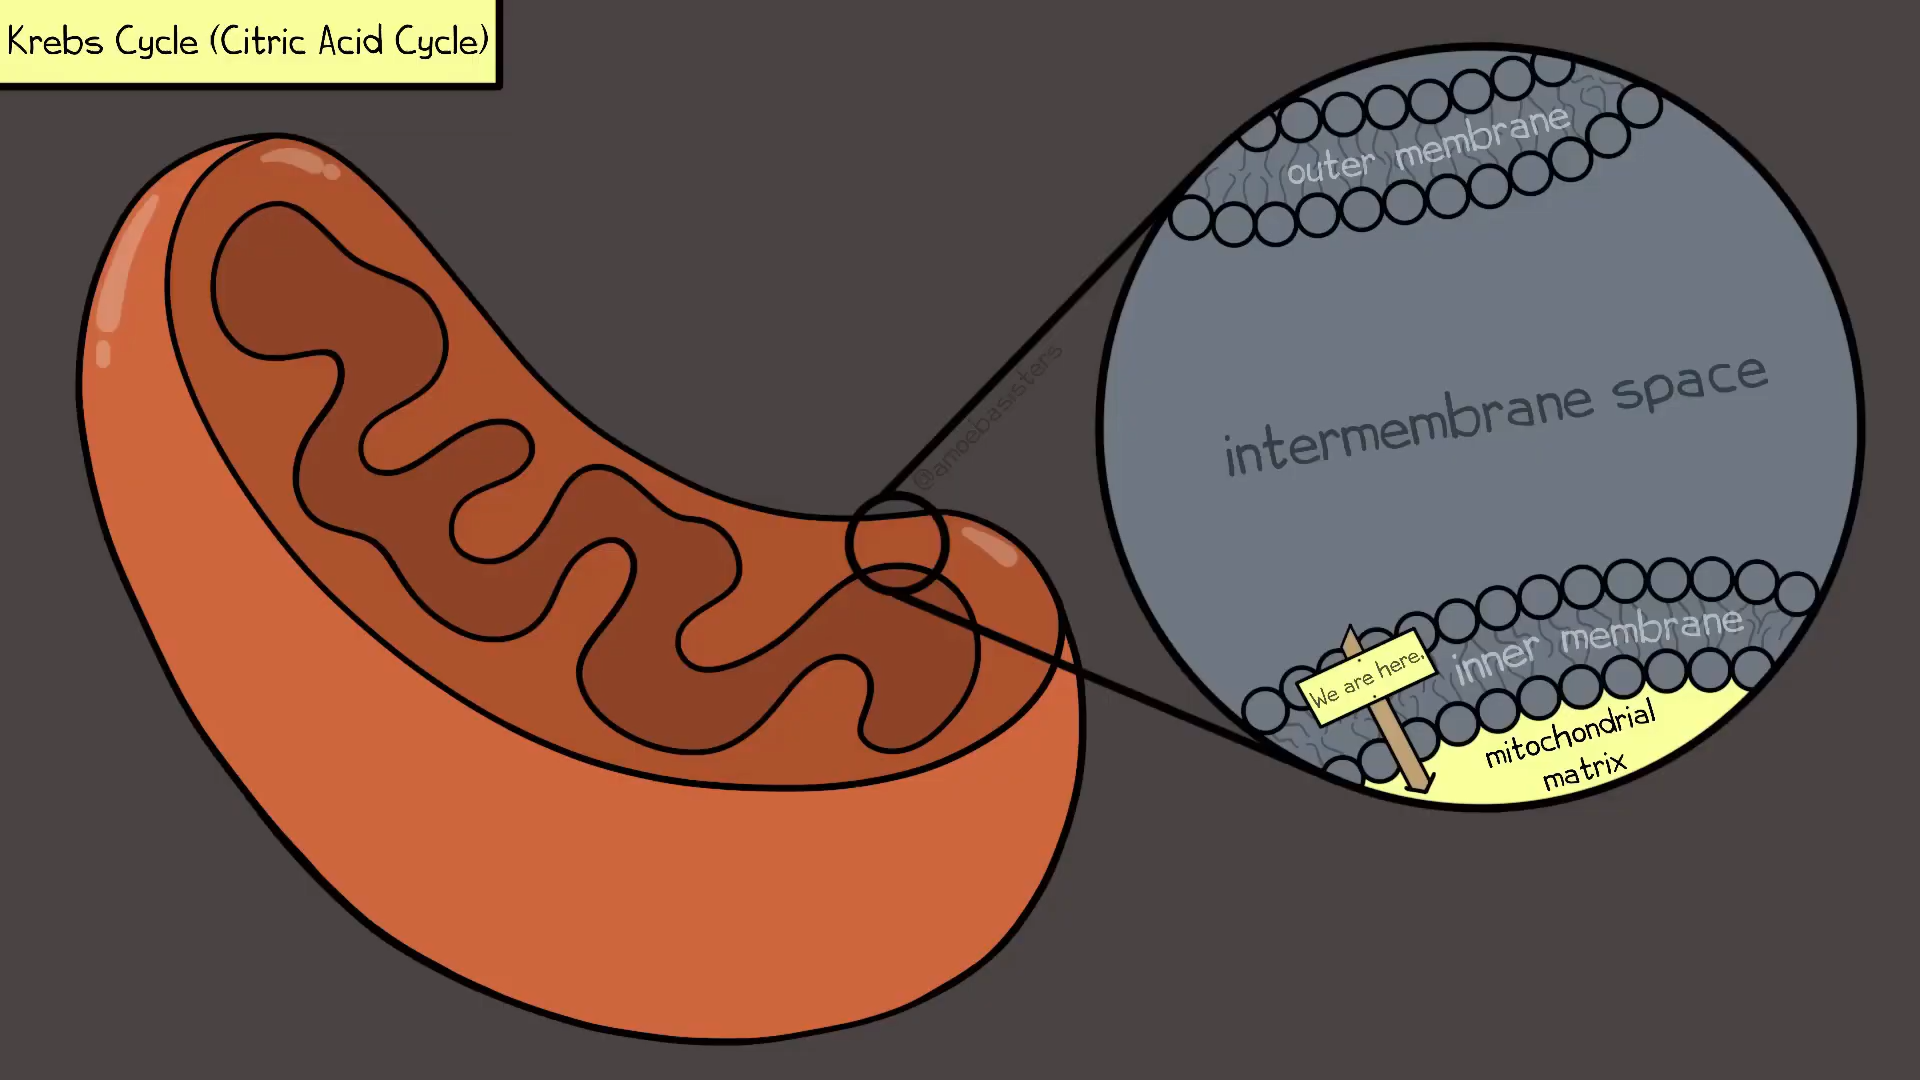 Krebs Cycle (Citric Acid Cycle)
outer membrane
@amoebasisters
intermembrane space
inner membrane
We are here.
mitochondrial
matrix